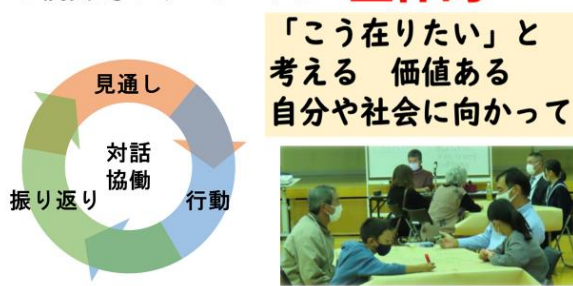 「こう在りたい」と
考える　価値ある
自分や社会に向かって
見通し
対話
協働
振り返り
行動